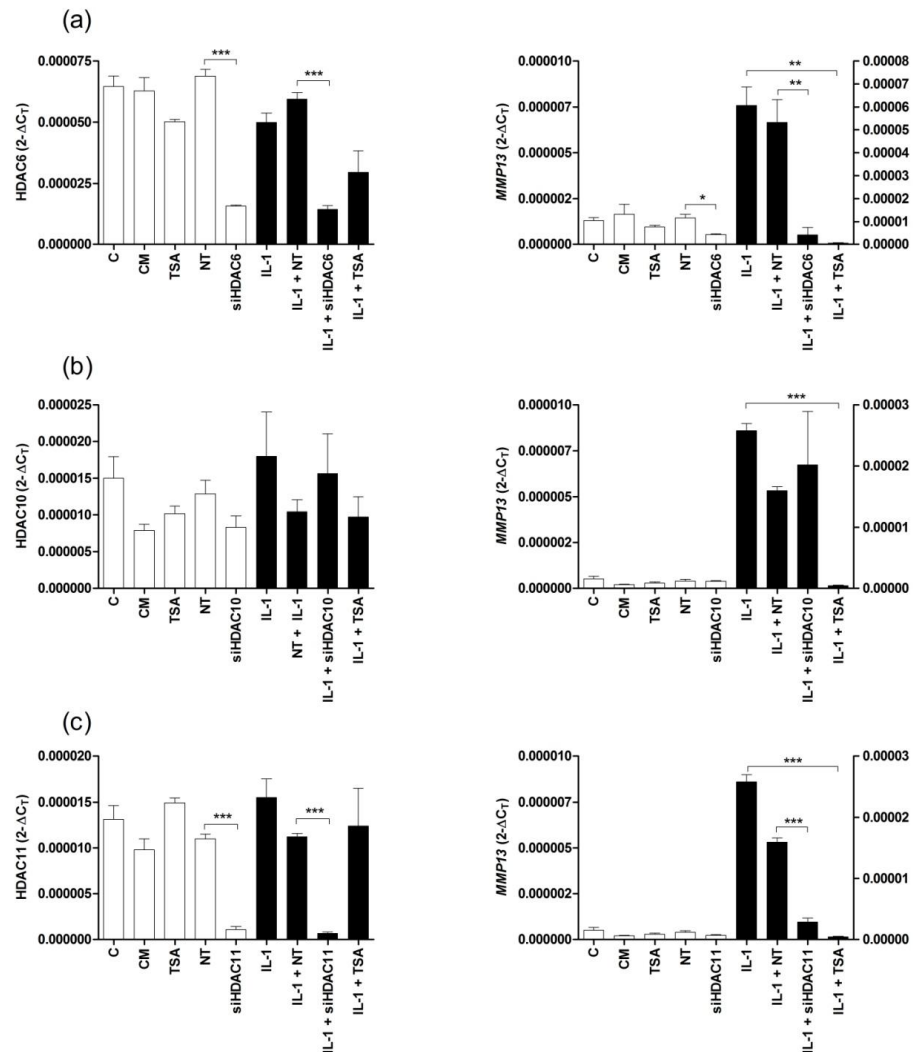 (a)
HDAC6 (2-ΔCT)
0.000075
0.000050
0.000025
0.000000
***
***
C
CM
TSA
NT
siHDAC6
IL-1
IL-1 + NT
IL-1 + siHDAC6
IL-1 + TSA
MMP13 (2-ΔCT)
0.000010
0.000007
0.000005
0.000002
0.000000
*
**
**
0.00008
0.00007
0.00006
0.00005
0.00004
0.00003
0.00002
0.00001
0.00000
C
CM
TSA
NT
siHDAC6
IL-1
IL-1 + NT
IL-1 + siHDAC6
IL-1 + TSA
(b)
HDAC10 (2-ΔCT)
0.000025
0.000020
0.000015
0.000010
0.000005
0.000000
C
CM
TSA
NT
siHDAC10
IL-1
NT + IL-1
IL-1 + siHDAC10
IL-1 + TSA
MMP13 (2-ΔCT)
0.000010
0.000007
0.000005
0.000002
0.000000
***
0.00003
0.00002
0.00001
0.00000
C
CM
TSA
NT
siHDAC10
IL-1
IL-1 + NT
IL-1 + siHDAC10
IL-1 + TSA
(c)
HDAC11 (2-ΔCT)
0.000020
0.000015
0.000010
0.000005
0.000000
***
***
C
CM
TSA
NT
siHDAC11
IL-1
IL-1 + NT
IL-1 + siHDAC11
IL-1 + TSA
MMP13 (2-ΔCT)
0.000010
0.000007
0.000005
0.000002
0.000000
***
***
0.00003
0.00002
0.00001
0.00000
C
CM
TSA
NT
siHDAC11
IL-1
IL-1 + NT
IL-1 + siHDAC11
IL-1 + TSA